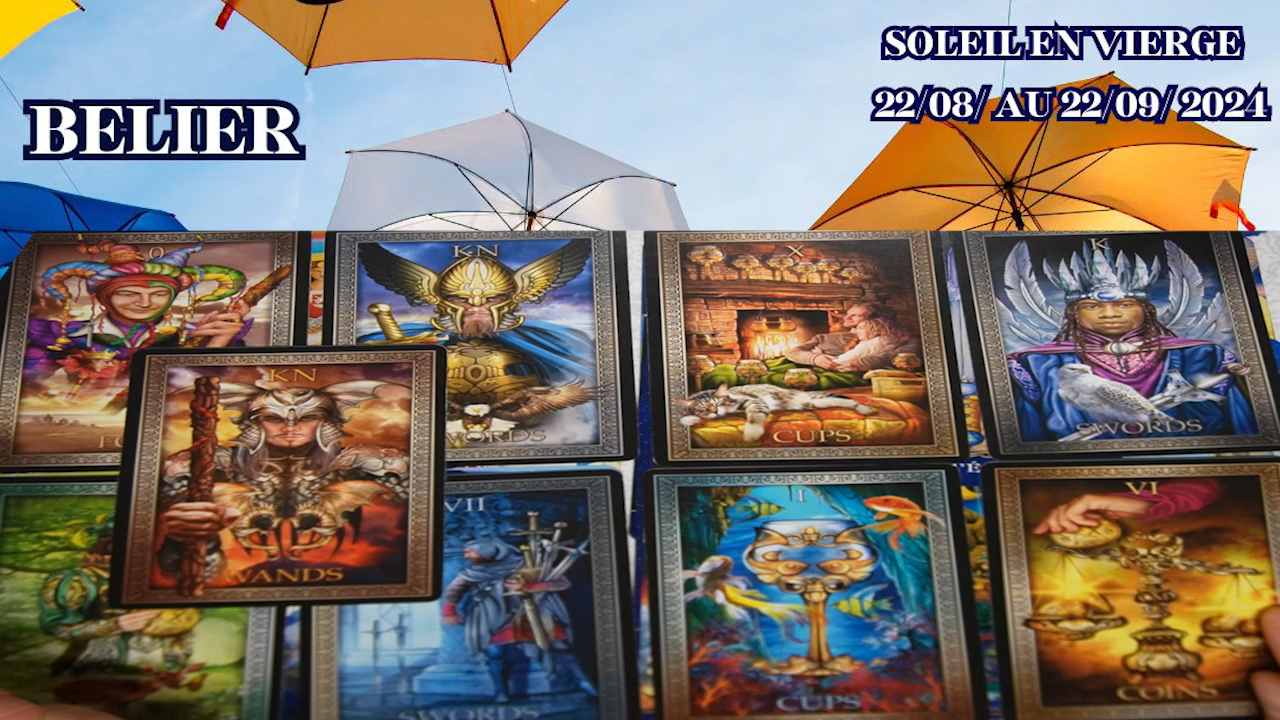 SOLEIL EN VIERGE
22/08/ AU 22/09/ 2024
BELIER
0
KN
X
K
SWORDS
CUPS
KN
WANDS
VII
I
VI
SWORDS
CUPS
COINS